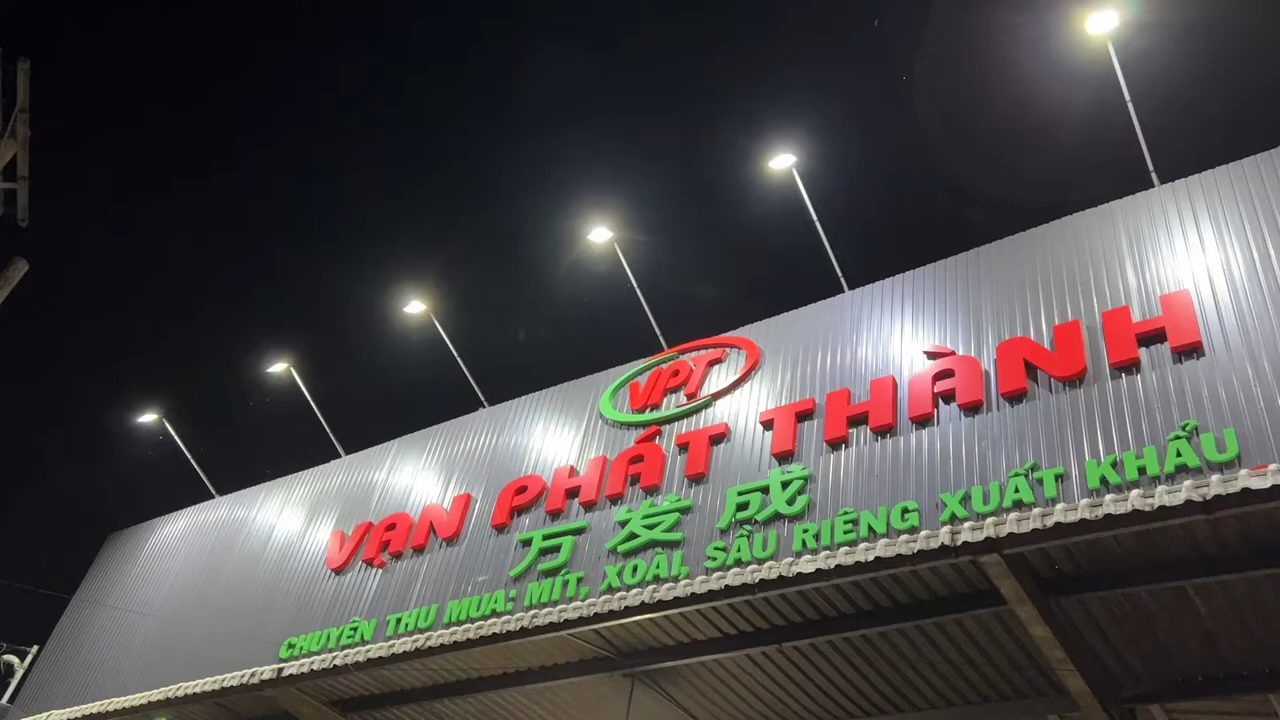 VPT
VẠN PHÁT THÀNH
万发成
CHUYÊN THU MUA: MÍT, XOÀI, SẦU RIÊNG XUẤT KHẨU